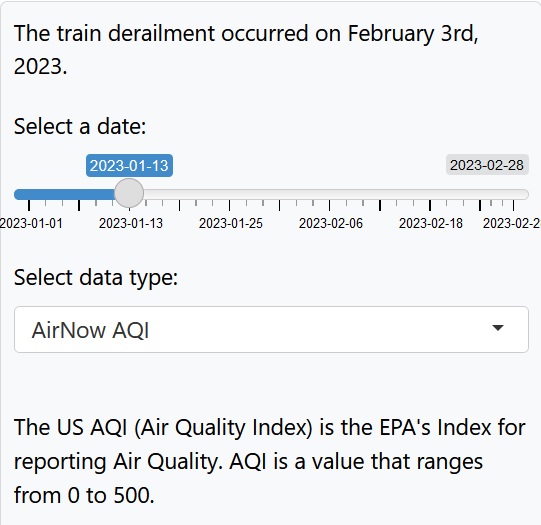 The train derailment occurred on February 3rd,
2023.
Select a date:
2023-01-13 2023-02-28
2023-01-01 2023-01-13 2023-01-25 2023-02-06 2023-02-18 2023-02-2
Select data type:
AirNow AQI
The US AQI (Air Quality Index) is the EPA's Index for
reporting Air Quality. AQI is a value that ranges
from 0 to 500.